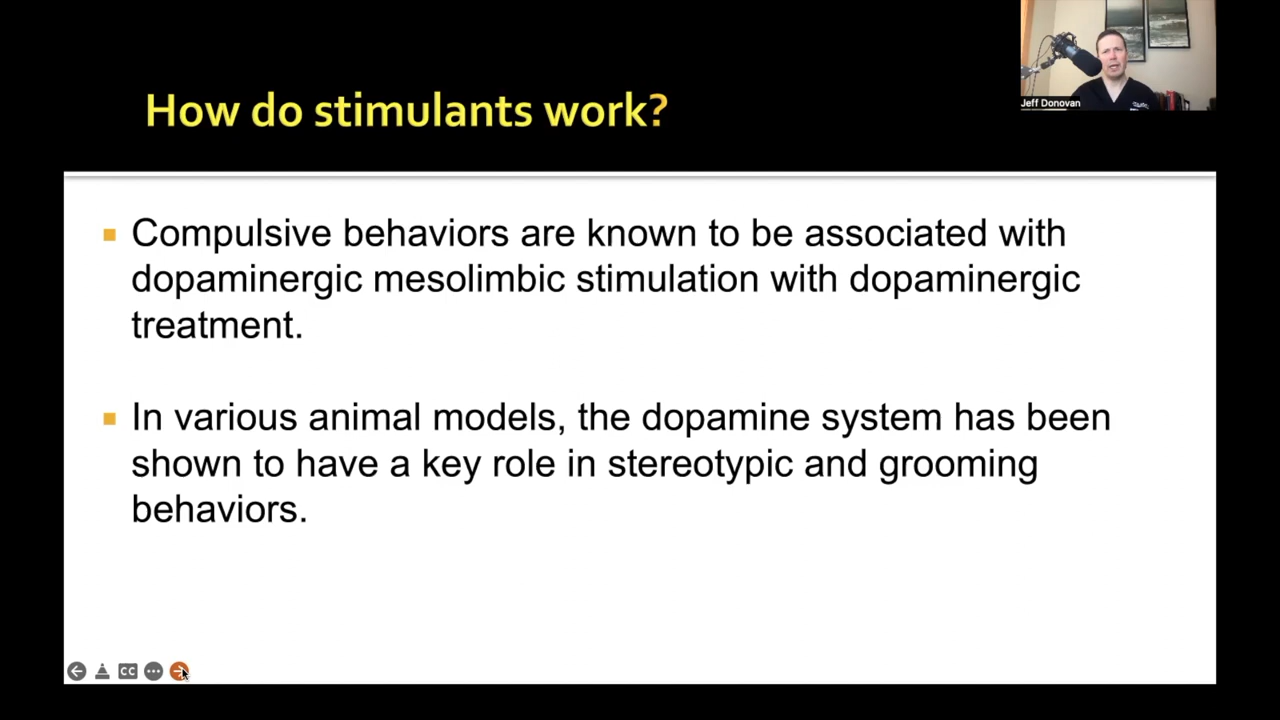 Jeff Donovan
How do stimulants work?
Compulsive behaviors are known to be associated with
dopaminergic mesolimbic stimulation with dopaminergic
treatment.
In various animal models, the dopamine system has been
shown to have a key role in stereotypic and grooming
behaviors.
CC